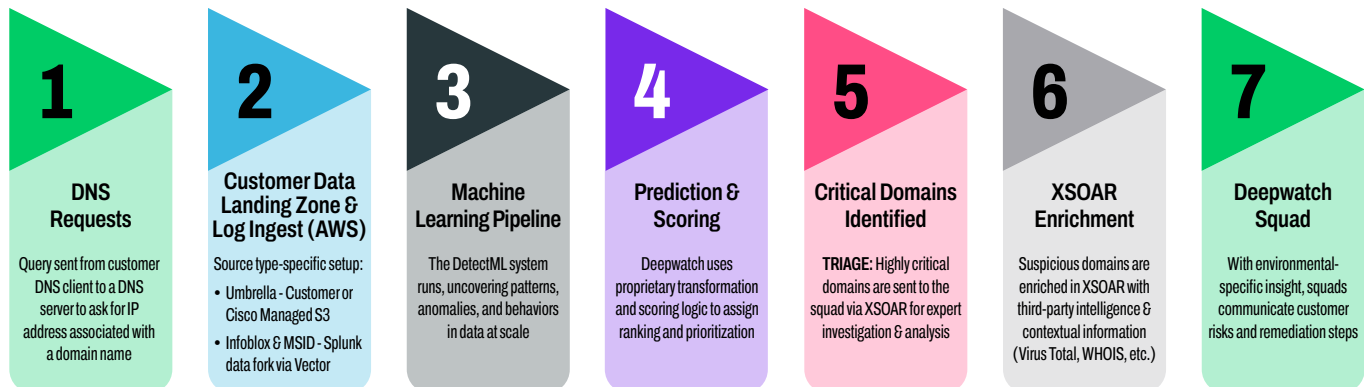 1
DNS
Requests
Query sent from customer
DNS client to a DNS
server to ask for IP
address associated with
a domain name
2
Customer Data
Landing Zone &
Log Ingest (AWS)
Source type-specific setup:
• Umbrella - Customer or
Cisco Managed S3
• Infoblox & MSID - Splunk
data fork via Vector
3
Machine
Learning Pipeline
The DetectML system
runs, uncovering patterns,
anomalies, and behaviors
in data at scale
4
Prediction &
Scoring
Deepwatch uses
proprietary transformation
and scoring logic to assign
ranking and prioritization
5
Critical Domains
Identified
TRIAGE: Highly critical
domains are sent to the
squad via XSOAR for expert
investigation & analysis
6
XSOAR
Enrichment
Suspicious domains are
enriched in XSOAR with
third-party intelligence &
contextual information
(Virus Total, WHOIS, etc.)
7
Deepwatch
Squad
With environmental-
specific insight, squads
communicate customer
risks and remediation steps